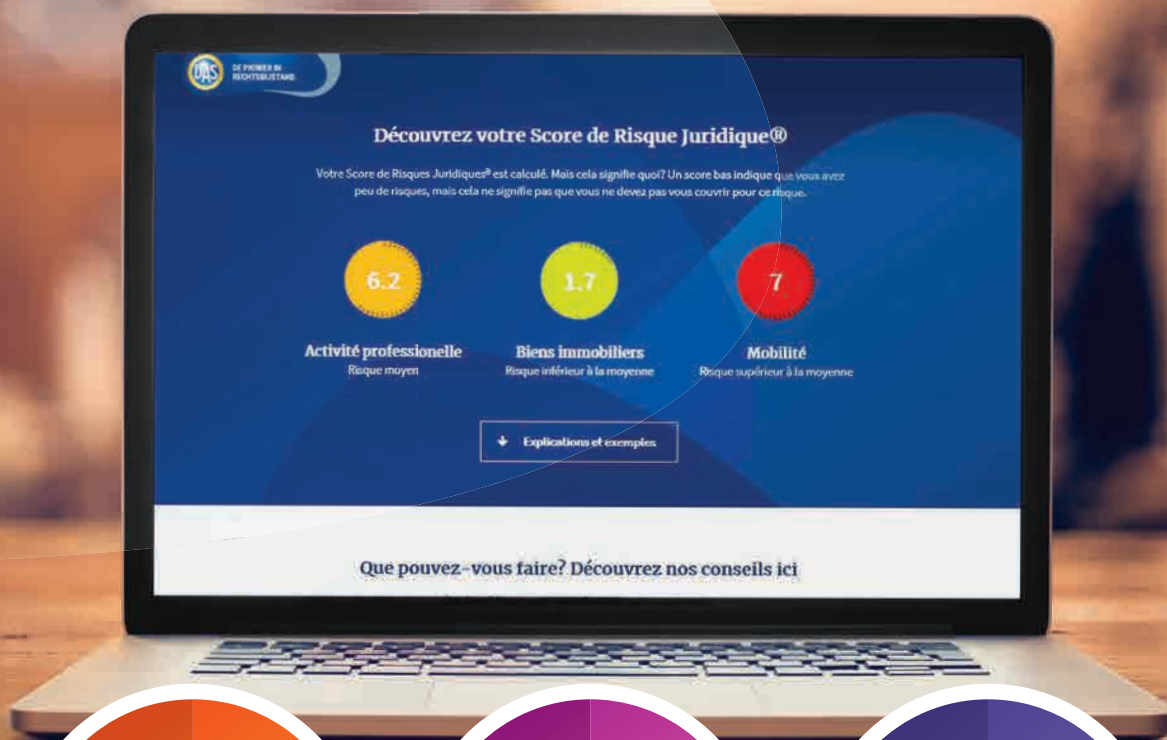 DAS
DE PIONIER IN
RECHTSBIJSTAND
Découvrez votre Score de Risque Juridique®
Votre Score de Risques Juridiques® est calculé. Mais cela signifie quoi? Un score bas indique que vous avez
peu de risques, mais cela ne signifie pas que vous ne devez pas vous couvrir pour ce risque.
6.2
1.7
7
Activité professionelle
Biens immobiliers
Mobilité
Risque moyen
Risque inférieur à la moyenne
Risque supérieur à la moyenne
Explications et exemples
Que pouvez-vous faire? Découvrez nos conseils ici